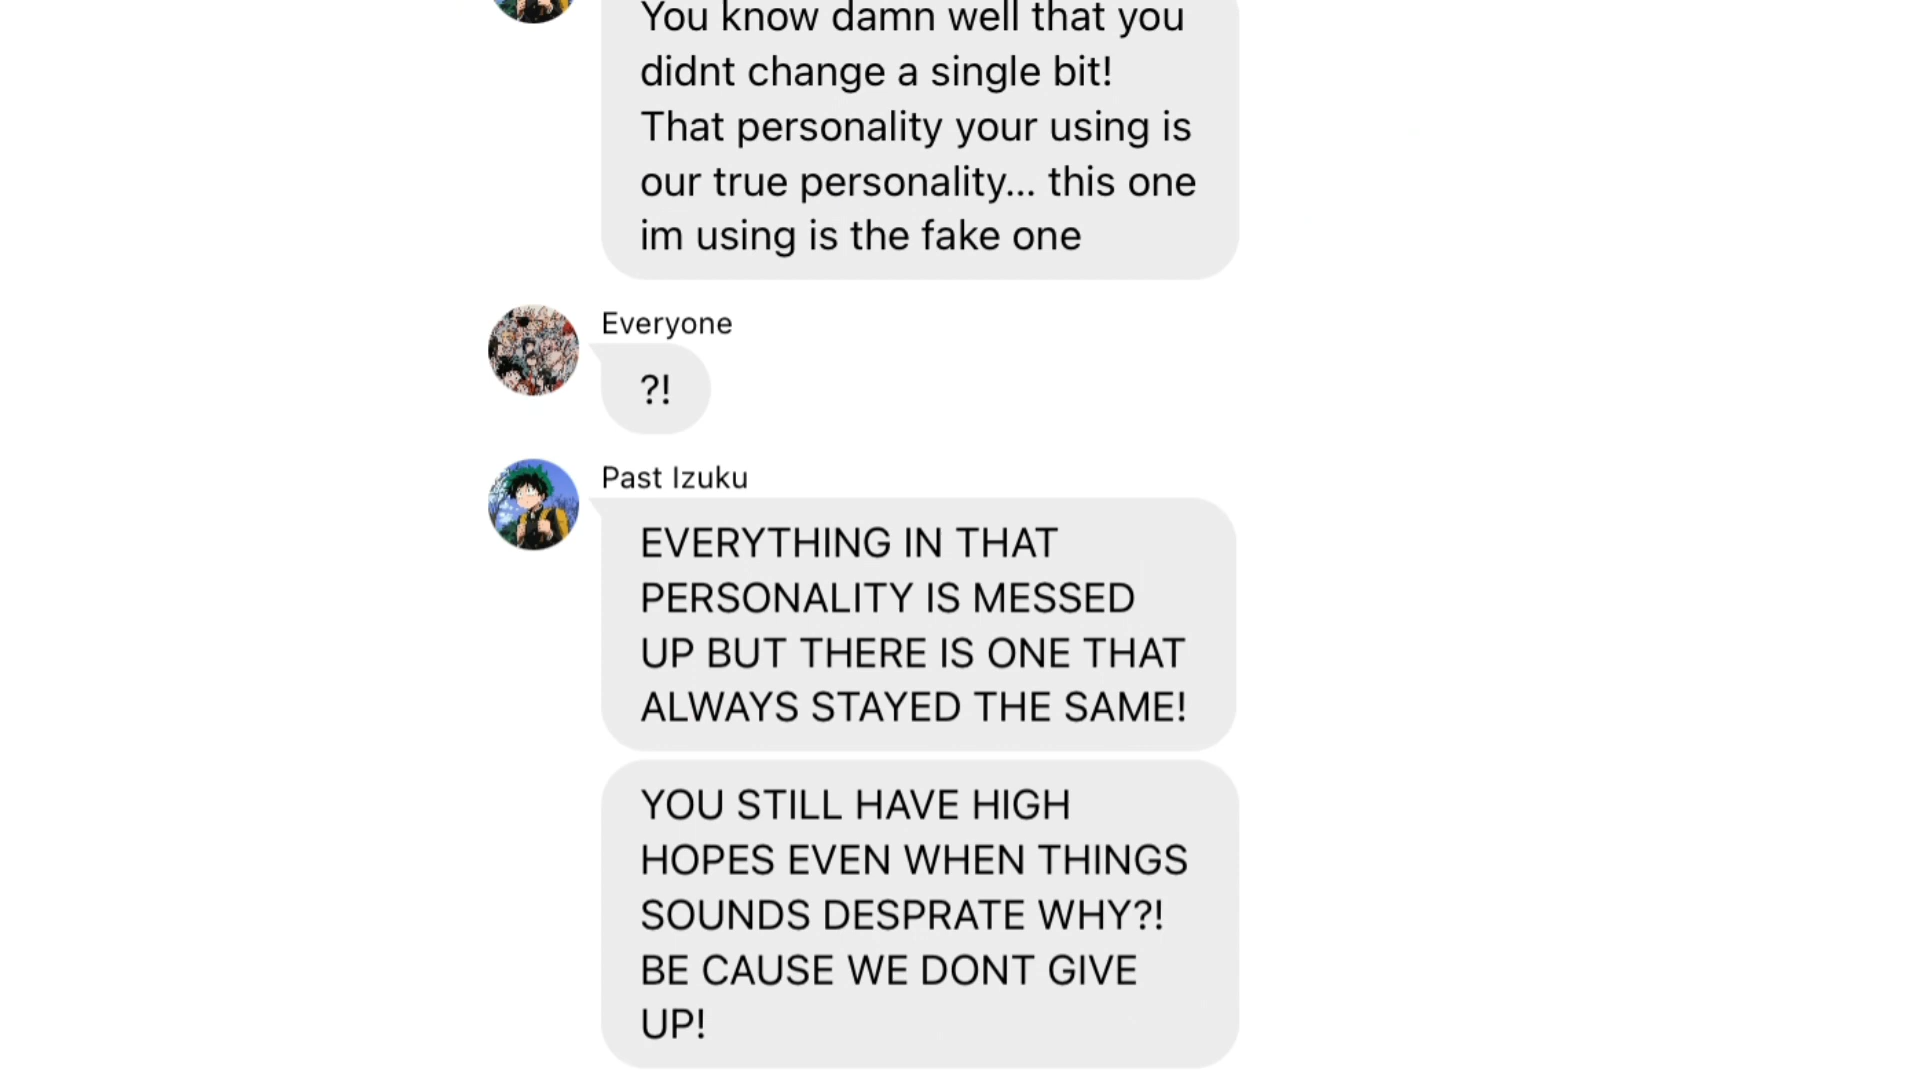 You know damn well that you
didnt change a single bit!
That personality your using is
our true personality... this one
im using is the fake one
Everyone
?!
Past Izuku
EVERYTHING IN THAT
PERSONALITY IS MESSED
UP BUT THERE IS ONE THAT
ALWAYS STAYED THE SAME!
YOU STILL HAVE HIGH
HOPES EVEN WHEN THINGS
SOUNDS DESPRATE WHY?!
BE CAUSE WE DONT GIVE
UP!